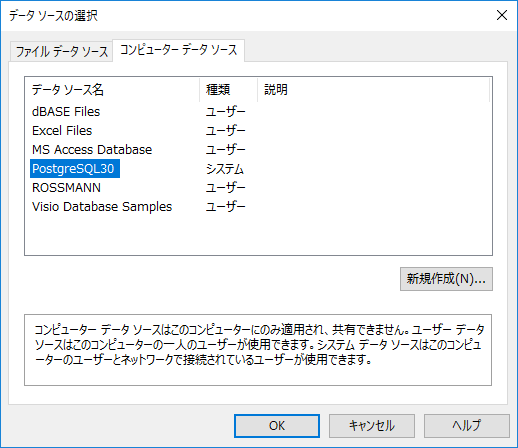 データ ソースの選択
ファイル データ ソース コンピューター データ ソース
データ ソース名 種類 説明
dBASE Files ユーザー
Excel Files ユーザー
MS Access Database ユーザー
PostgreSQL30 システム
ROSSMANN ユーザー
Visio Database Samples ユーザー
新規作成(N)...
コンピューター データ ソースはこのコンピューターにのみ適用され、共有できません。ユーザー データ
ソースはこのコンピューターの一人のユーザーが使用できます。システム データ ソースはこのコンピュ
ーターのユーザーとネットワークで接続されているユーザーが使用できます。
OK キャンセル ヘルプ